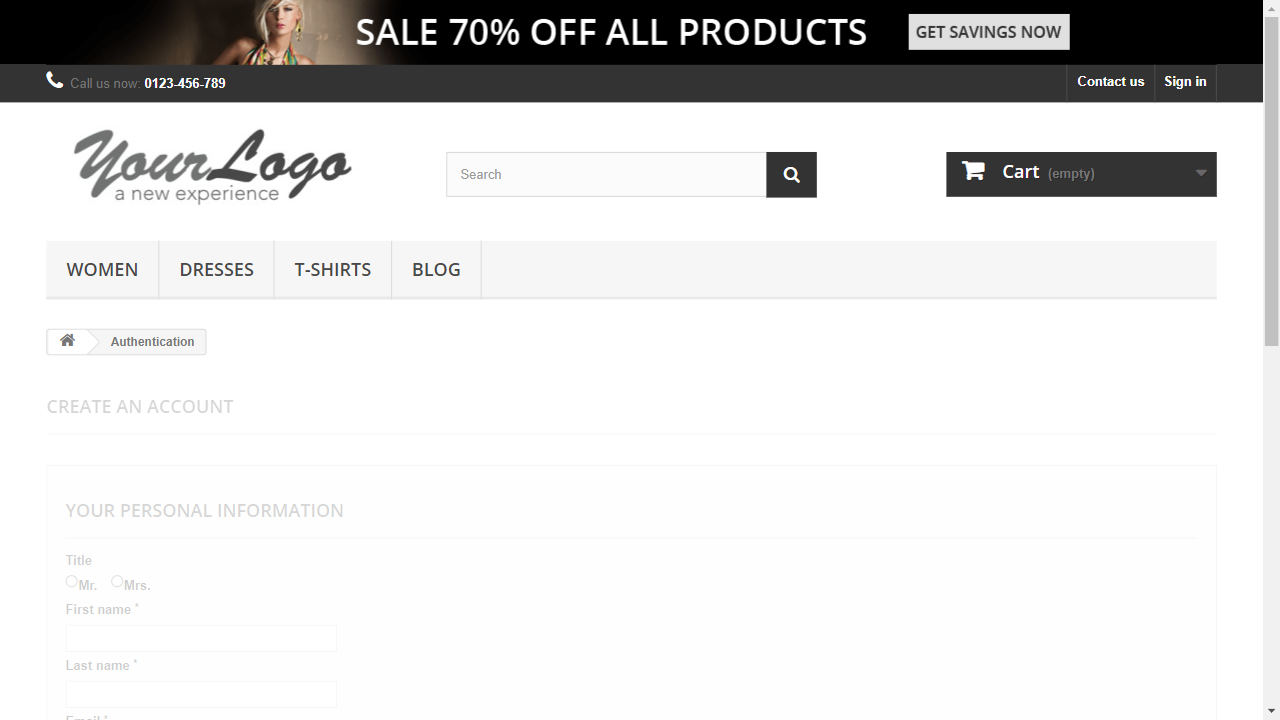 SALE 70% OFF ALL PRODUCTS GET SAVINGS NOW
Call us now: 0123-456-789 Contact us Sign in
YourLogo
a new experience
Search
Cart (empty)
WOMEN DRESSES T-SHIRTS BLOG
Authentication
CREATE AN ACCOUNT
YOUR PERSONAL INFORMATION
Title
Mr. Mrs.
First name *
Last name *
Email *